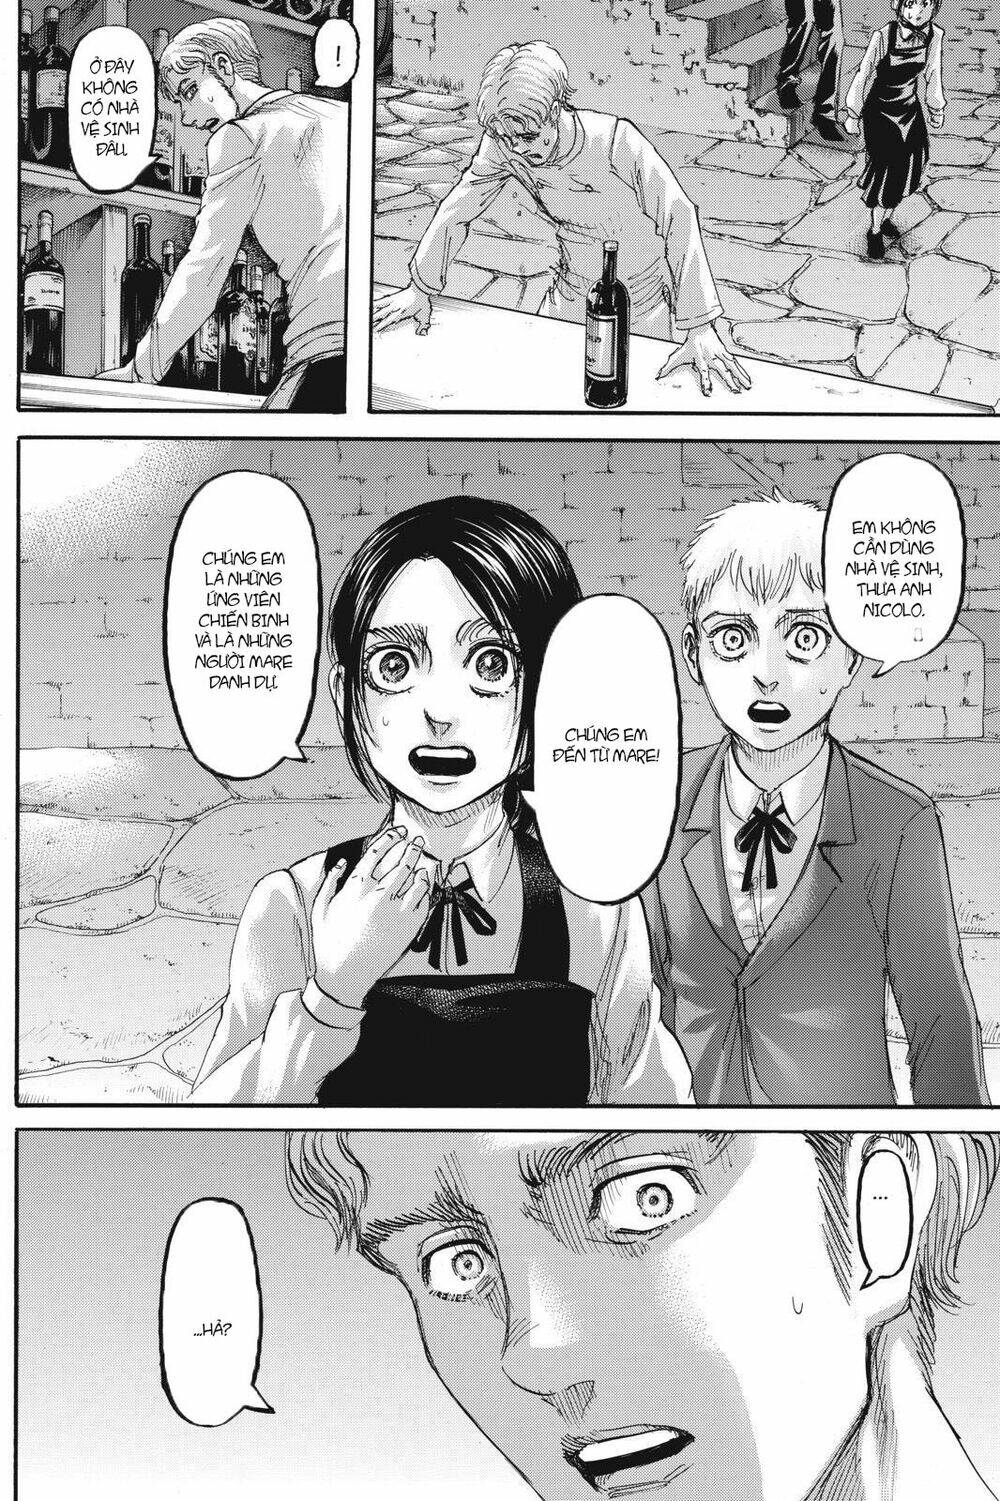 !
Ở ĐÂY
KHÔNG
CÓ NHÀ
VỆ SINH
ĐÂU.
EM KHÔNG
CẦN DÙNG
NHÀ VỆ SINH,
THƯA ANH
NICOLO.
CHÚNG EM
ĐẾN TỪ MARE!
CHÚNG EM
LÀ NHỮNG
ỨNG VIÊN
CHIẾN BINH
VÀ LÀ NHỮNG
NGƯỜI MARE
DANH DỰ.
...
...HẢ?